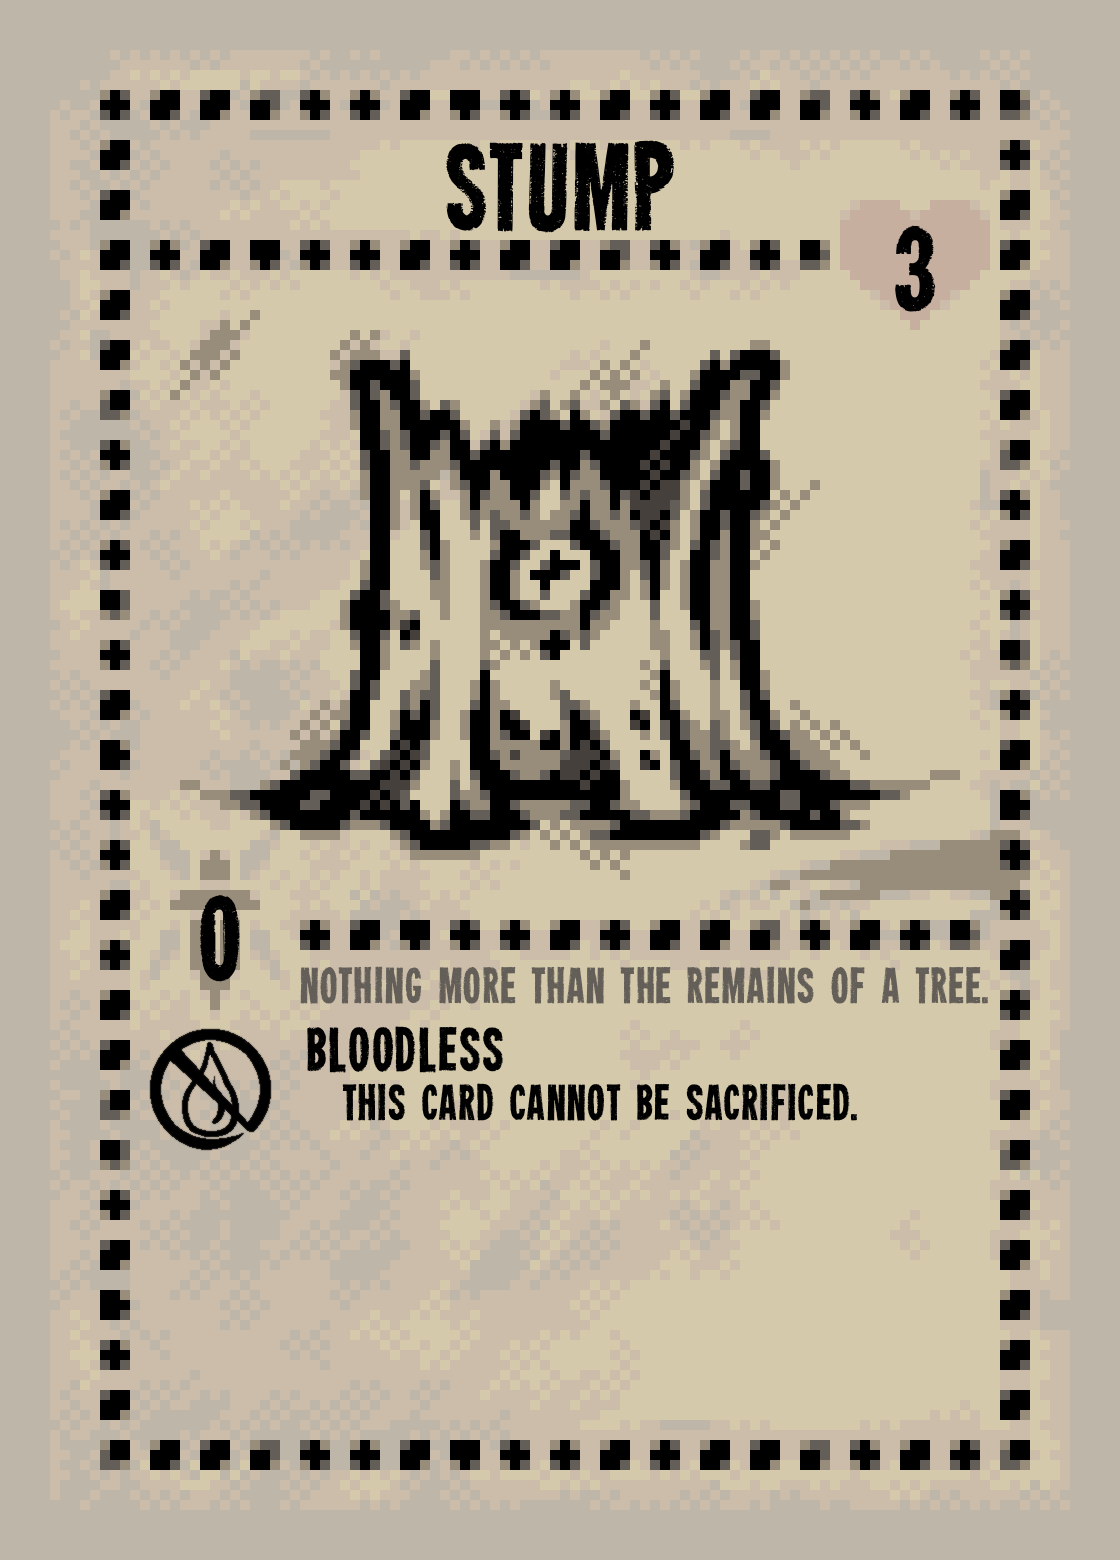 STUMP
3
0
NOTHING MORE THAN THE REMAINS OF A TREE.
BLOODLESS
THIS CARD CANNOT BE SACRIFICED.